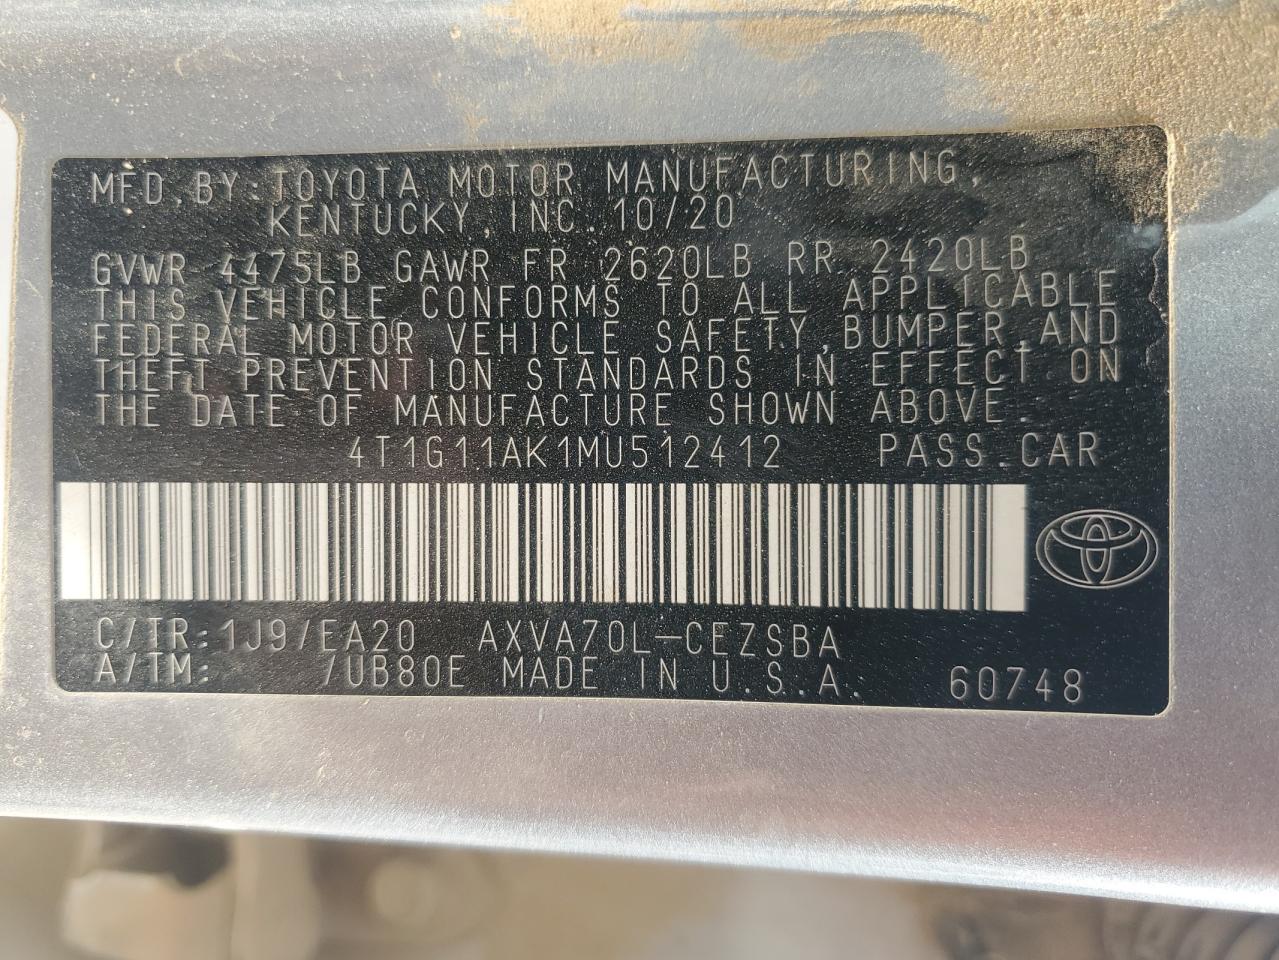 MFD.BY:TOYOTA MOTOR MANUFACTURING,
KENTUCKY, INC. 10/20
GVWR 4475LB GAWR FR 2620LB RR 2420LB
THIS VEHICLE CONFORMS TO ALL APPLICABLE
FEDERAL MOTOR VEHICLE SAFETY,BUMPER,AND
THEFT PREVENTION STANDARDS IN EFFECT ON
THE DATE OF MANUFACTURE SHOWN ABOVE.
4T1G11AK1MU512412 PASS.CAR
C/TR:1J9/EA20 AXVA70L-CEZSBA
A/TM: /UB80E MADE IN U.S.A. 60748